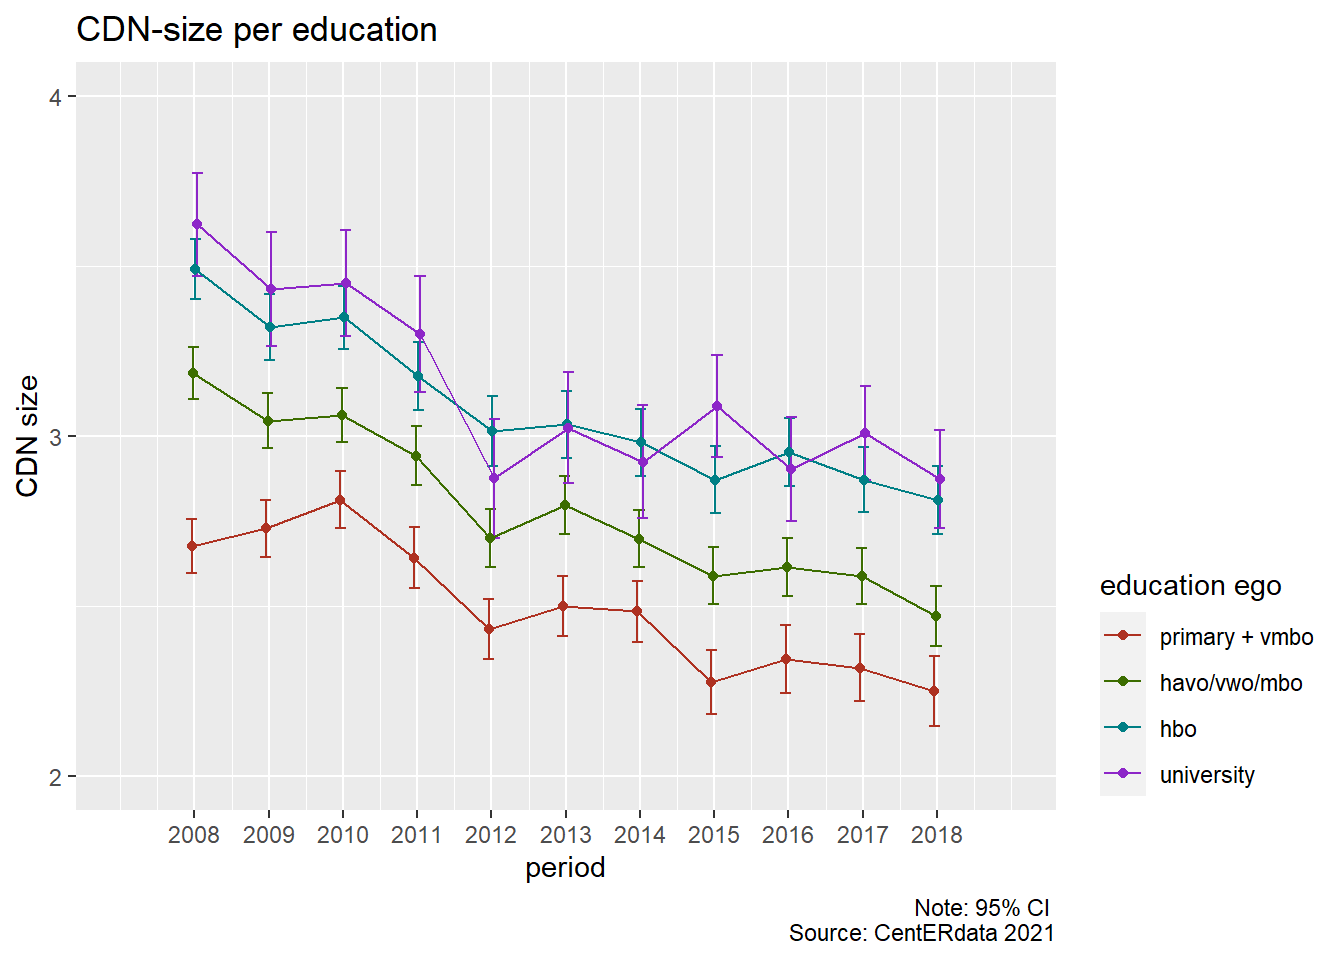 CDN-size per education
4
3
2
CDN size
2008 2009 2010 2011 2012 2013 2014 2015 2016 2017 2018
period
education ego
primary + vmbo
havo/vwo/mbo
hbo
university
Note: 95% CI
Source: CentERdata 2021